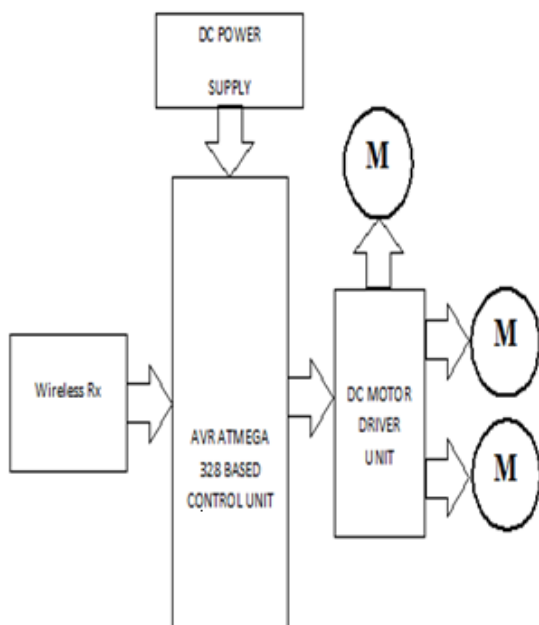 DC POWER
SUPPLY
M
Wireless Rx
AVR ATMEGA
328 BASED
CONTROL UNIT
DC MOTOR
DRIVER
UNIT
M
M